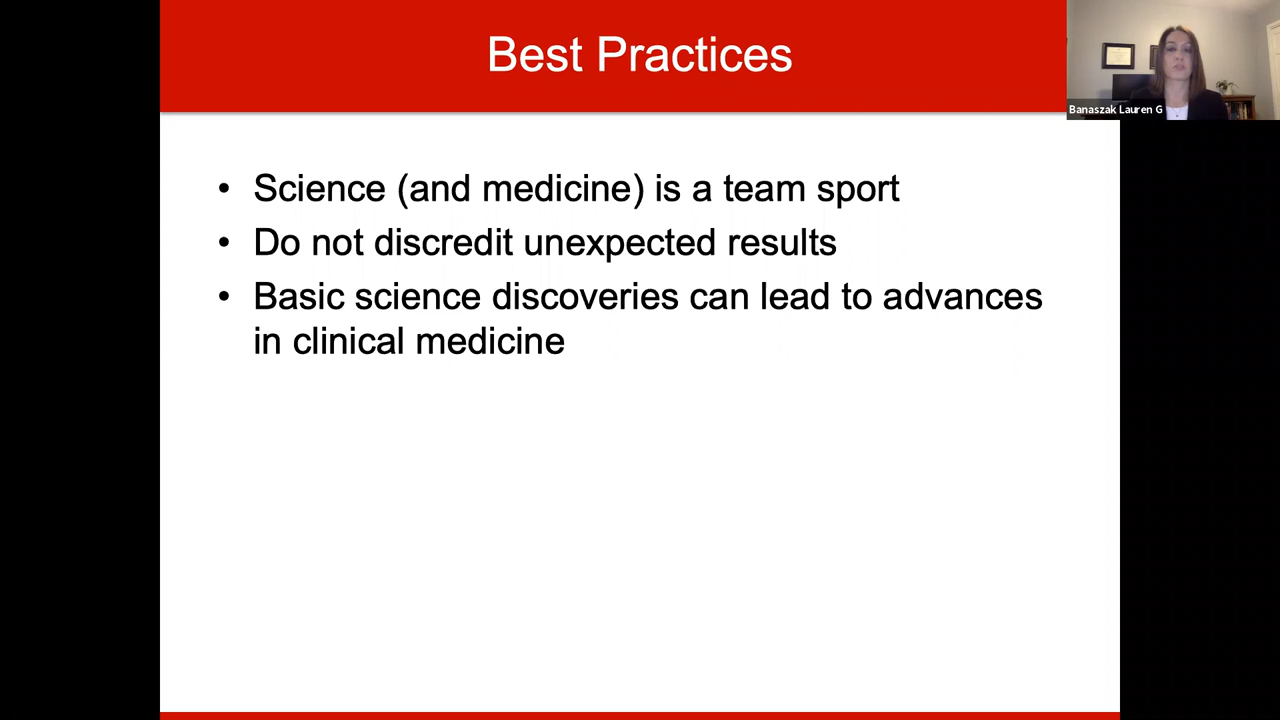 Best Practices
Banaszak Lauren G
• Science (and medicine) is a team sport
• Do not discredit unexpected results
• Basic science discoveries can lead to advances
in clinical medicine